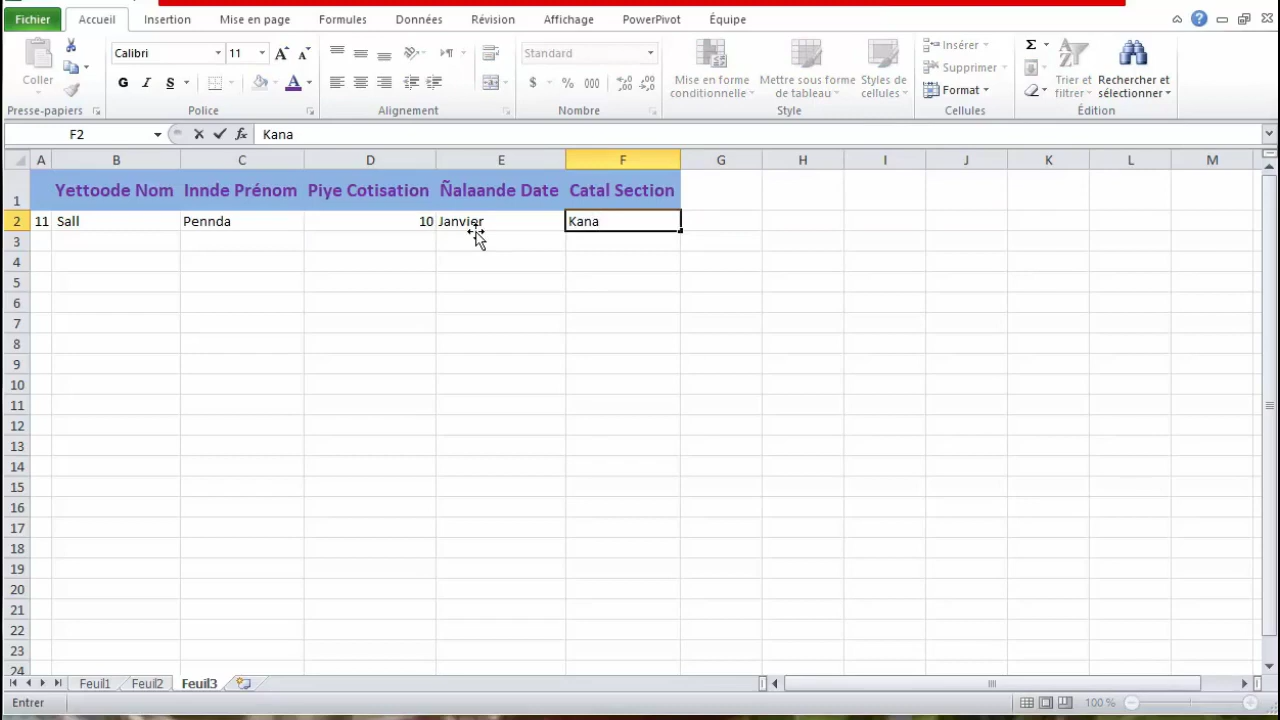 Fichier Accueil Insertion Mise en page Formules Données Révision Affichage PowerPivot Équipe
Coller
Presse-papiers
Calibri 11
G I S
Police
Alignement
Standard
$ % 000
Nombre
Mise en forme conditionnelle
Mettre sous forme de tableau
Styles de cellules
Style
Insérer
Supprimer
Format
Cellules
Σ
Trier et filtrer
Rechercher et sélectionner
Édition
F2 fx Kana
A B C D E F G H I J K L M
1 Yettoode Nom Innde Prénom Piye Cotisation Ñalaande Date Catal Section
2 11 Sall Pennda 10 Janvier Kana
3
4
5
6
7
8
9
10
11
12
13
14
15
16
17
18
19
20
21
22
23
24
Feuil1 Feuil2 Feuil3
Entrer 100 %